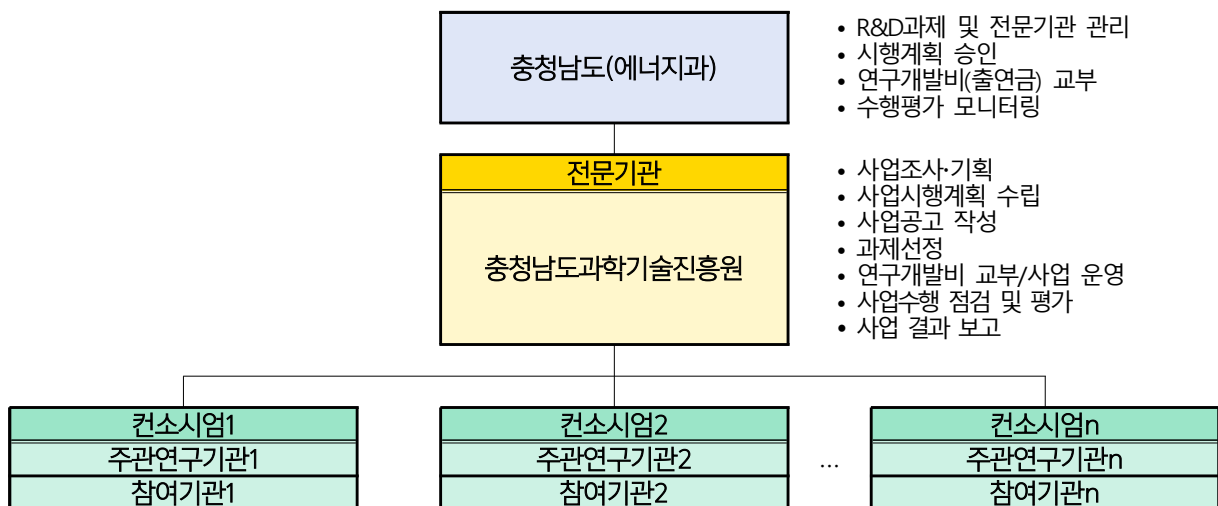 충청남도(에너지과)
• R&D과제 및 전문기관 관리
• 시행계획 승인
• 연구개발비(출연금) 교부
• 수행평가 모니터링
전문기관
충청남도과학기술진흥원
• 사업조사·기획
• 사업시행계획 수립
• 사업공고 작성
• 과제선정
• 연구개발비 교부/사업 운영
• 사업수행 점검 및 평가
• 사업 결과 보고
컨소시엄1
주관연구기관1
참여기관1
컨소시엄2
주관연구기관2
참여기관2
...
컨소시엄n
주관연구기관n
참여기관n